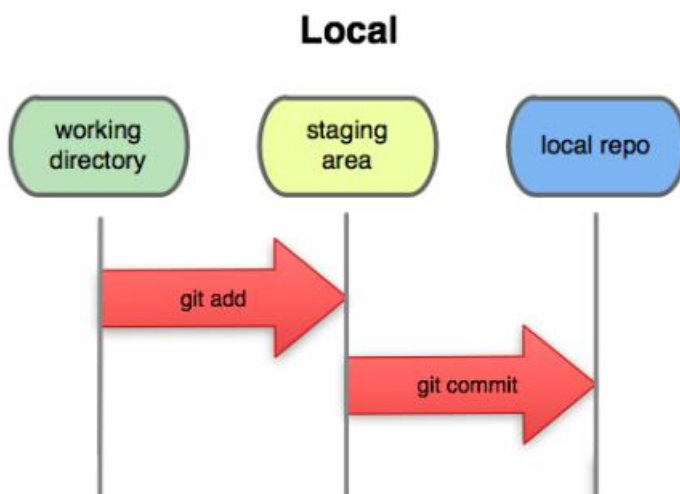 Local
working
directory
staging
area
local repo
git add
git commit